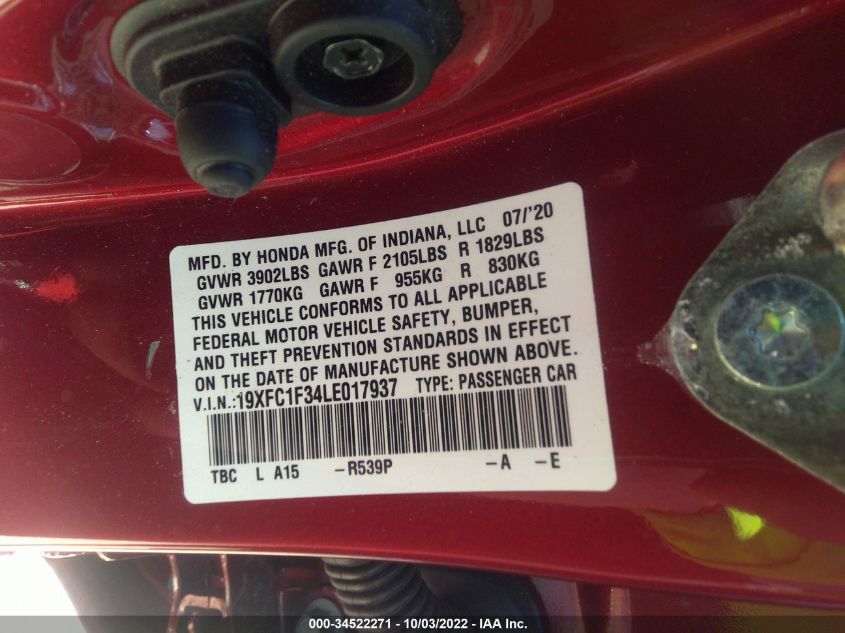 MFD. BY HONDA MFG. OF INDIANA, LLC 07/'20
GVWR 3902LBS GAWR F 2105LBS R 1829LBS
GVWR 1770KG GAWR F 955KG R 830KG
THIS VEHICLE CONFORMS TO ALL APPLICABLE
FEDERAL MOTOR VEHICLE SAFETY, BUMPER,
AND THEFT PREVENTION STANDARDS IN EFFECT
ON THE DATE OF MANUFACTURE SHOWN ABOVE.
V.I.N.:19XFC1F34LE017937 TYPE: PASSENGER CAR
TBC L A15 -R539P -A -E
000-34522271 - 10/03/2022 - IAA Inc.